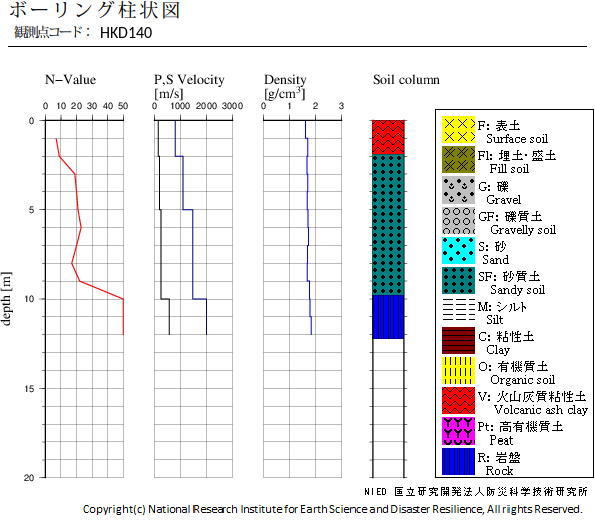 ボーリング柱状図
観測点コード： HKD140
N-Value
P,S Velocity
[m/s]
Density
[g/cm³]
Soil column
0 10 20 30 40 50
0 1000 2000 3000
0 1 2 3
0
5
10
15
20
depth [m]
F: 表土
Surface soil
Fl: 埋土・盛土
Fill soil
G: 礫
Gravel
GF: 礫質土
Gravelly soil
S: 砂
Sand
SF: 砂質土
Sandy soil
M: シルト
Silt
C: 粘性土
Clay
O: 有機質土
Organic soil
V: 火山灰質粘性土
Volcanic ash clay
Pt: 高有機質土
Peat
R: 岩盤
Rock
NIED 国立研究開発法人防災科学技術研究所
Copyright(c) National Research Institute for Earth Science and Disaster Resilience, All rights Reserved.